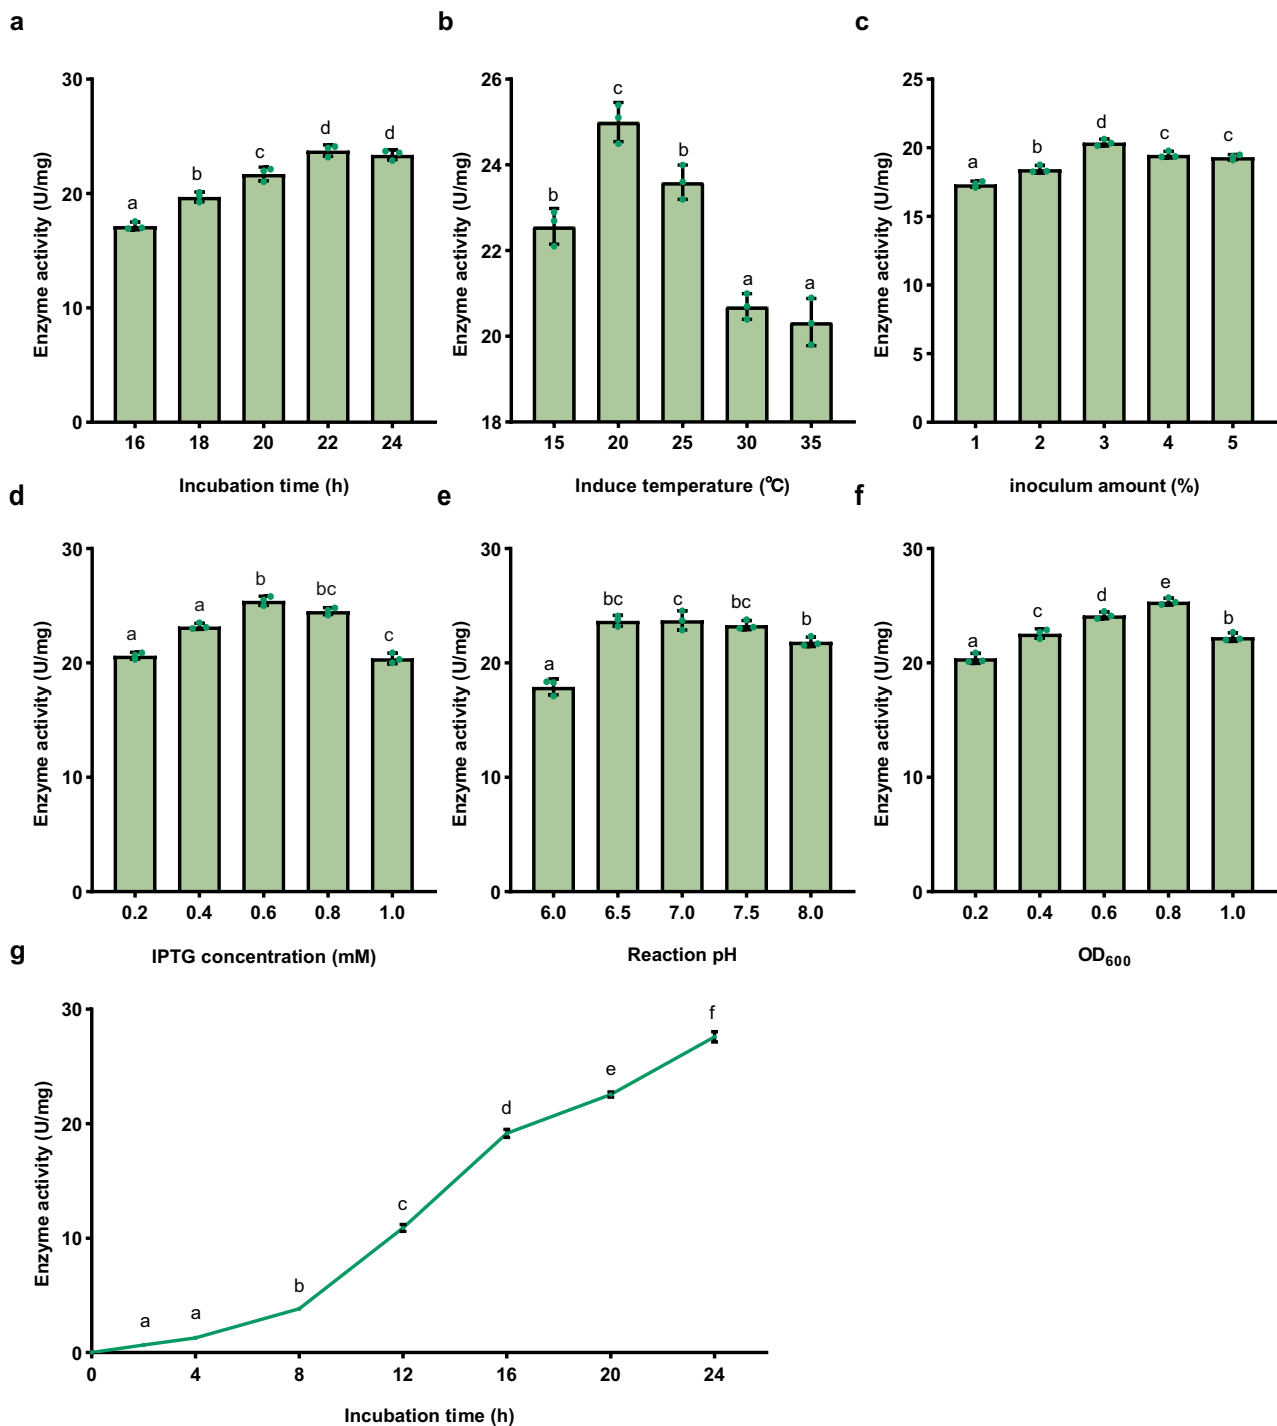 a
b
c
30
20
10
0
Enzyme activity (U/mg)
a
b
c
d
d
16
18
20
22
24
Incubation time (h)
26
24
22
20
18
Enzyme activity (U/mg)
b
c
b
a
a
15
20
25
30
35
Induce temperature (℃)
25
20
15
10
5
0
Enzyme activity (U/mg)
a
b
d
c
c
1
2
3
4
5
inoculum amount (%)
d
e
f
30
20
10
0
Enzyme activity (U/mg)
a
a
b
bc
c
0.2
0.4
0.6
0.8
1.0
IPTG concentration (mM)
30
20
10
0
Enzyme activity (U/mg)
a
bc
c
bc
b
6.0
6.5
7.0
7.5
8.0
Reaction pH
30
20
10
0
Enzyme activity (U/mg)
a
c
d
e
b
0.2
0.4
0.6
0.8
1.0
OD600
g
30
20
10
0
Enzyme activity (U/mg)
a
a
b
c
d
e
f
0
4
8
12
16
20
24
Incubation time (h)